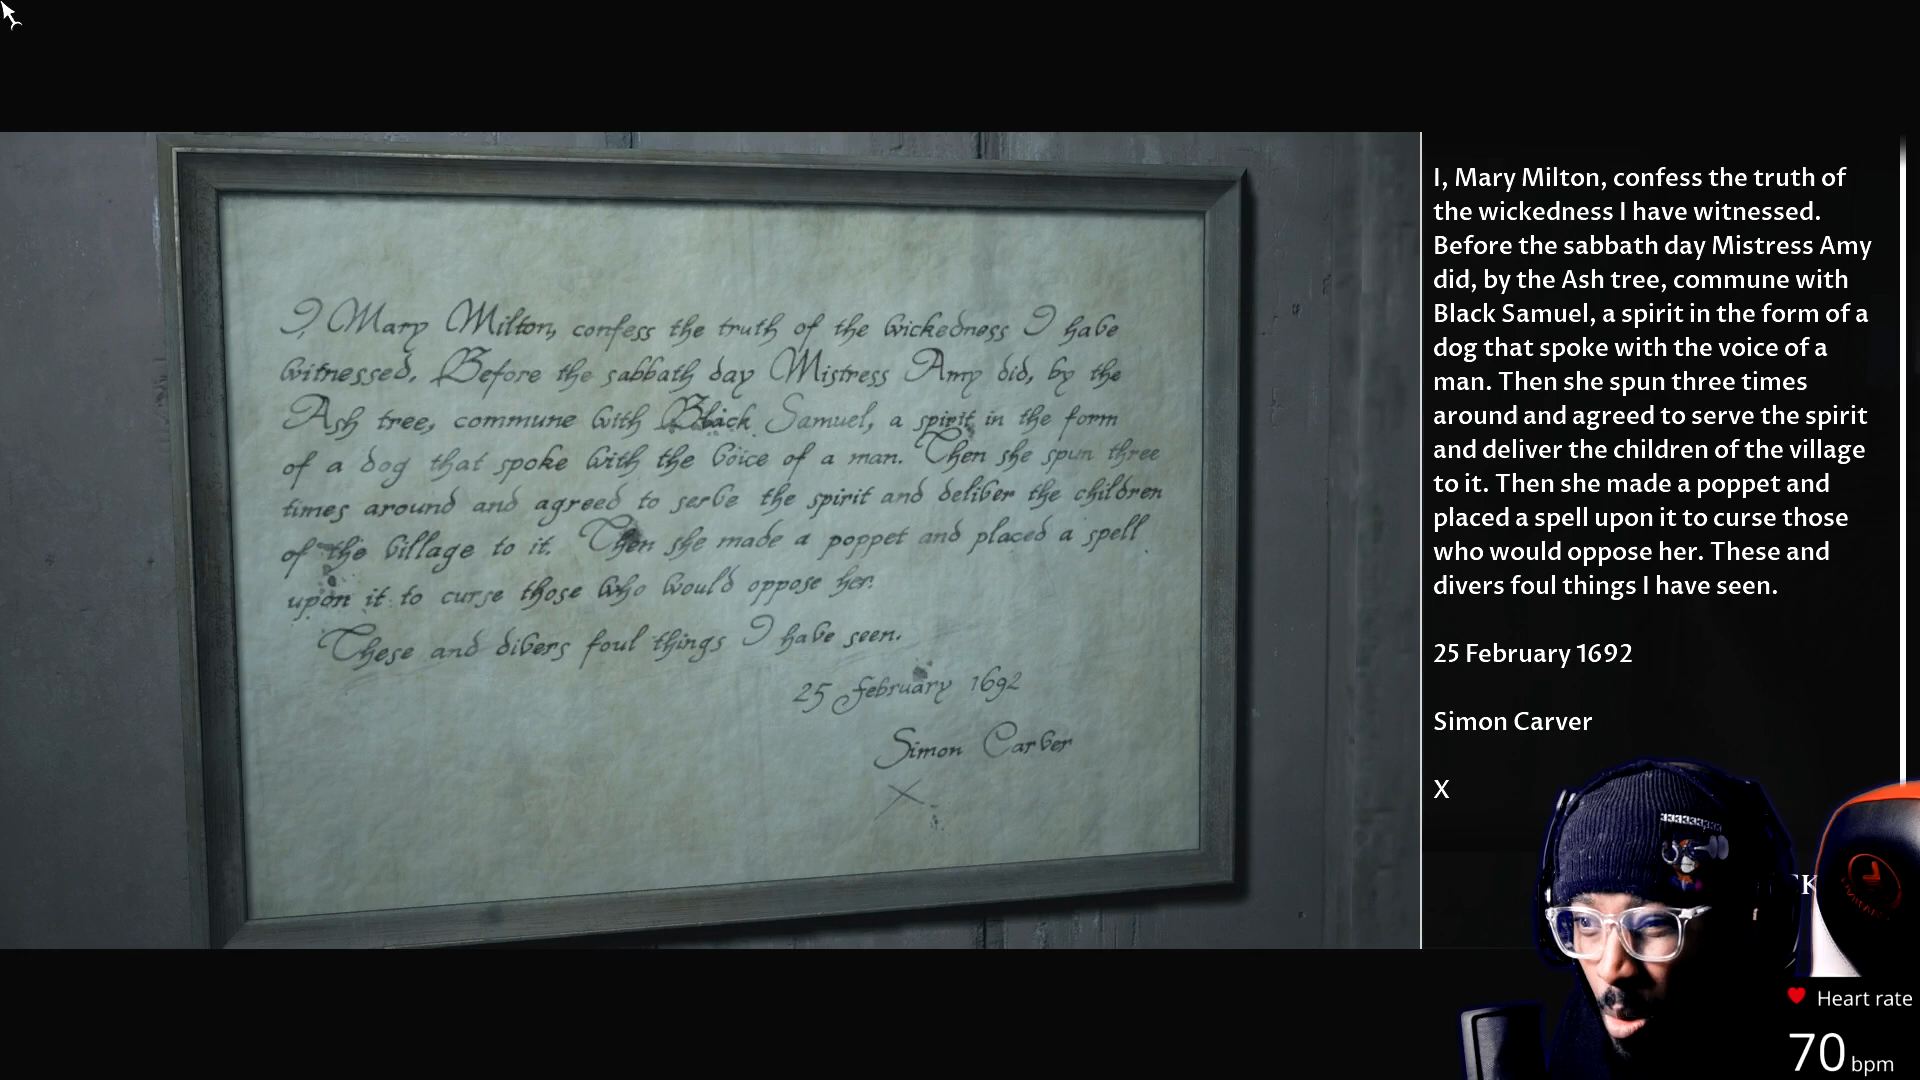 I, Mary Milton, confess the truth of the wickedness I have
witnessed. Before the sabbath day Mistress Amy did, by the
Ash tree, commune with Black Samuel, a spirit in the form
of a dog that spoke with the voice of a man. Then she spun three
times around and agreed to serve the spirit and deliver the children
of the village to it. Then she made a poppet and placed a spell
upon it to curse those who would oppose her.
These and divers foul things I have seen.
25 February 1692
Simon Carver
X
I, Mary Milton, confess the truth of
the wickedness I have witnessed.
Before the sabbath day Mistress Amy
did, by the Ash tree, commune with
Black Samuel, a spirit in the form of a
dog that spoke with the voice of a
man. Then she spun three times
around and agreed to serve the spirit
and deliver the children of the village
to it. Then she made a poppet and
placed a spell upon it to curse those
who would oppose her. These and
divers foul things I have seen.
25 February 1692
Simon Carver
X
Heart rate
70 bpm